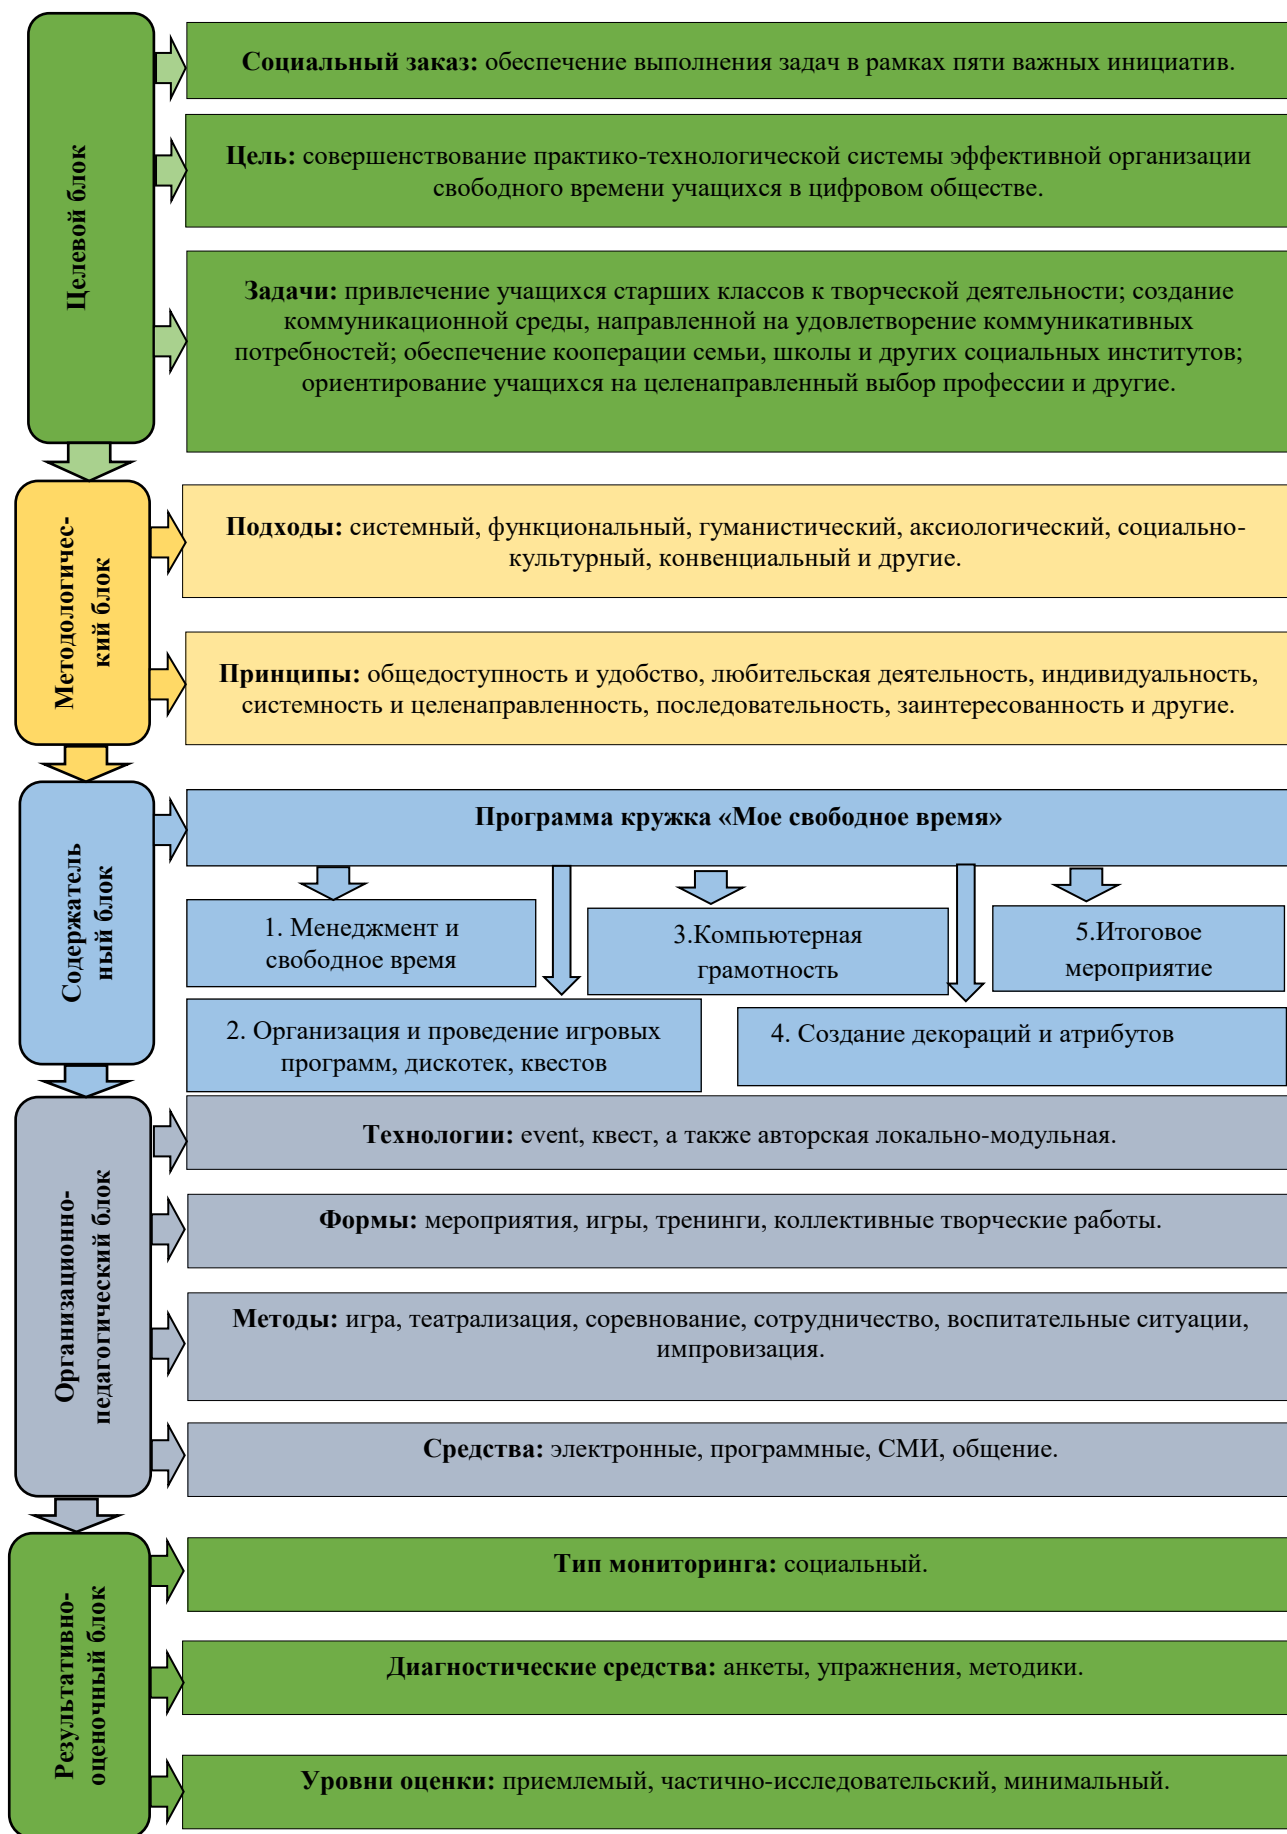 Целевой блок
Социальный заказ: обеспечение выполнения задач в рамках пяти важных инициатив.
Цель: совершенствование практико-технологической системы эффективной организации
свободного времени учащихся в цифровом обществе.
Задачи: привлечение учащихся старших классов к творческой деятельности; создание
коммуникационной среды, направленной на удовлетворение коммуникативных
потребностей; обеспечение кооперации семьи, школы и других социальных институтов;
ориентирование учащихся на целенаправленный выбор профессии и другие.
Методологичес-
кий блок
Подходы: системный, функциональный, гуманистический, аксиологический, социально-
культурный, конвенциальный и другие.
Принципы: общедоступность и удобство, любительская деятельность, индивидуальность,
системность и целенаправленность, последовательность, заинтересованность и другие.
Содержатель
ный блок
Программа кружка «Мое свободное время»
1. Менеджмент и
свободное время
3.Компьютерная
грамотность
5.Итоговое
мероприятие
2. Организация и проведение игровых
программ, дискотек, квестов
4. Создание декораций и атрибутов
Организационно-
педагогический блок
Технологии: event, квест, а также авторская локально-модульная.
Формы: мероприятия, игры, тренинги, коллективные творческие работы.
Методы: игра, театрализация, соревнование, сотрудничество, воспитательные ситуации,
импровизация.
Средства: электронные, программные, СМИ, общение.
Результативно-
оценочный блок
Тип мониторинга: социальный.
Диагностические средства: анкеты, упражнения, методики.
Уровни оценки: приемлемый, частично-исследовательский, минимальный.